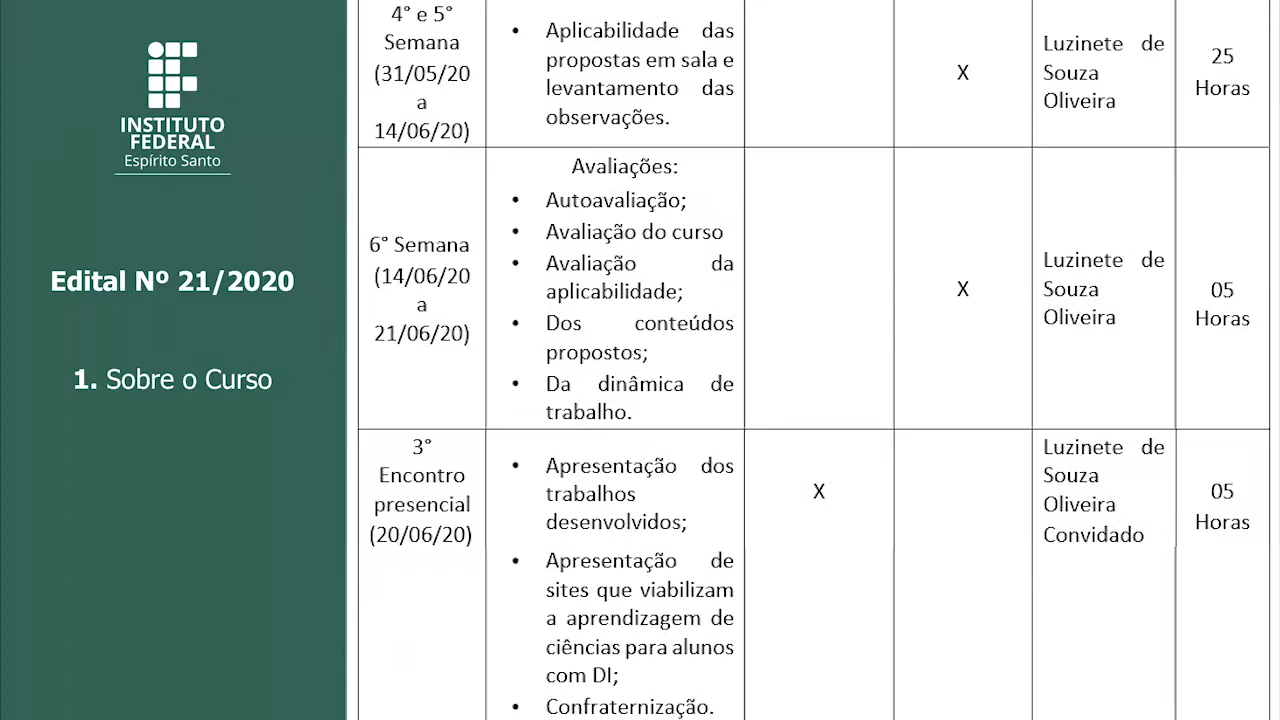 INSTITUTO
FEDERAL
Espírito Santo
Edital Nº 21/2020
1. Sobre o Curso
4° e 5°
Semana
(31/05/20
a
14/06/20)
• Aplicabilidade das
propostas em sala e
levantamento das
observações.
X
Luzinete de
Souza
Oliveira
25
Horas
6° Semana
(14/06/20
a
21/06/20)
Avaliações:
• Autoavaliação;
• Avaliação do curso
• Avaliação da
aplicabilidade;
• Dos conteúdos
propostos;
• Da dinâmica de
trabalho.
X
Luzinete de
Souza
Oliveira
05
Horas
3°
Encontro
presencial
(20/06/20)
• Apresentação dos
trabalhos
desenvolvidos;
• Apresentação de
sites que viabilizam
a aprendizagem de
ciências para alunos
com DI;
• Confraternização.
X
Luzinete de
Souza
Oliveira
Convidado
05
Horas